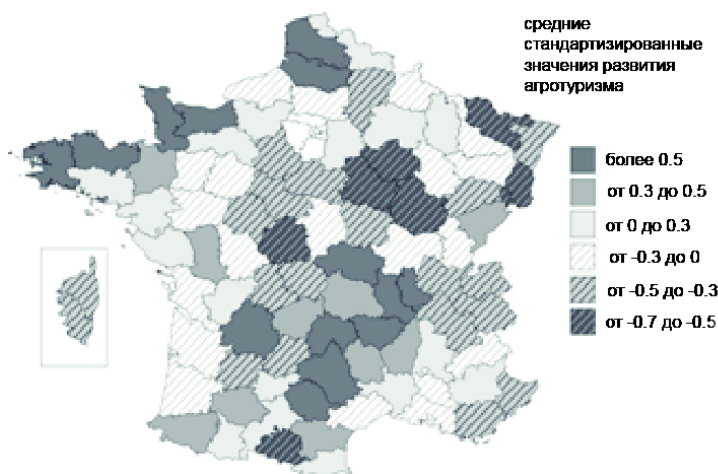 средние
стандартизированные
значения развития
агротуризма
более 0.5
от 0.3 до 0.5
от 0 до 0.3
от -0.3 до 0
от -0.5 до -0.3
от -0.7 до -0.5